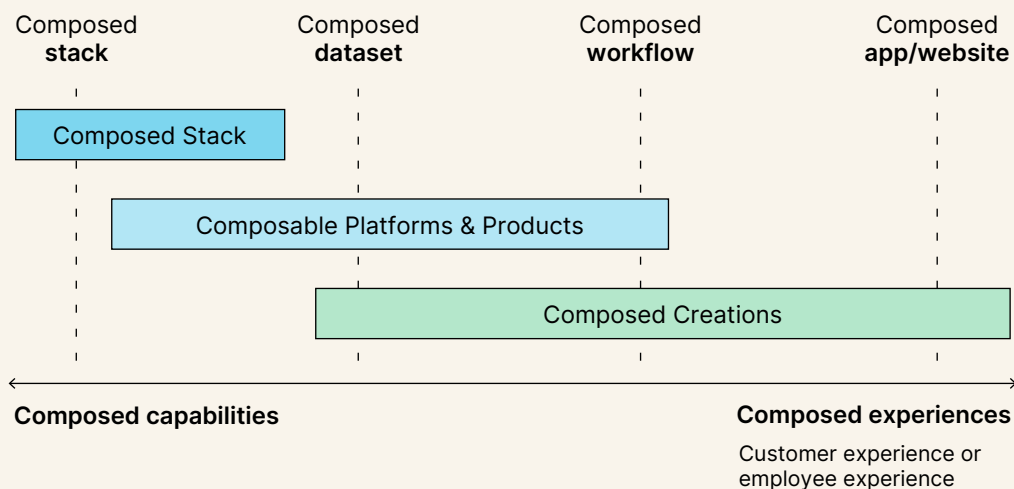 Composed
stack
Composed
dataset
Composed
workflow
Composed
app/website
Composed Stack
Composable Platforms & Products
Composed Creations
Composed capabilities
Composed experiences
Customer experience or
employee experience